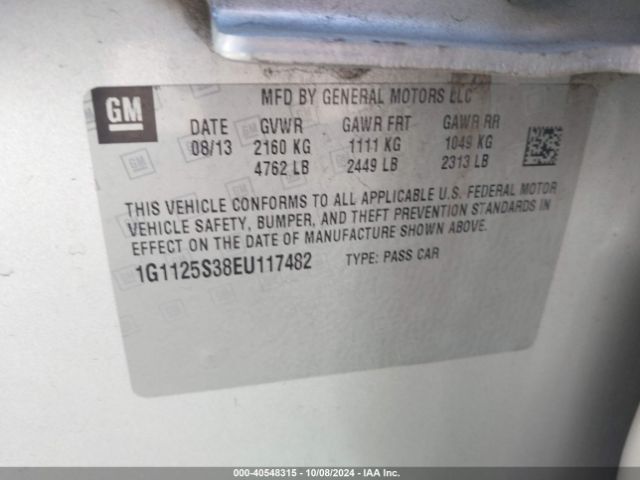 GM
MFD BY GENERAL MOTORS LLC
DATE GVWR GAWR FRT GAWR RR
08/13 2160 KG 1111 KG 1049 KG
4762 LB 2449 LB 2313 LB
THIS VEHICLE CONFORMS TO ALL APPLICABLE U.S. FEDERAL MOTOR
VEHICLE SAFETY, BUMPER, AND THEFT PREVENTION STANDARDS IN
EFFECT ON THE DATE OF MANUFACTURE SHOWN ABOVE.
1G1125S38EU117482 TYPE: PASS CAR
000-40548315 - 10/08/2024 - IAA Inc.